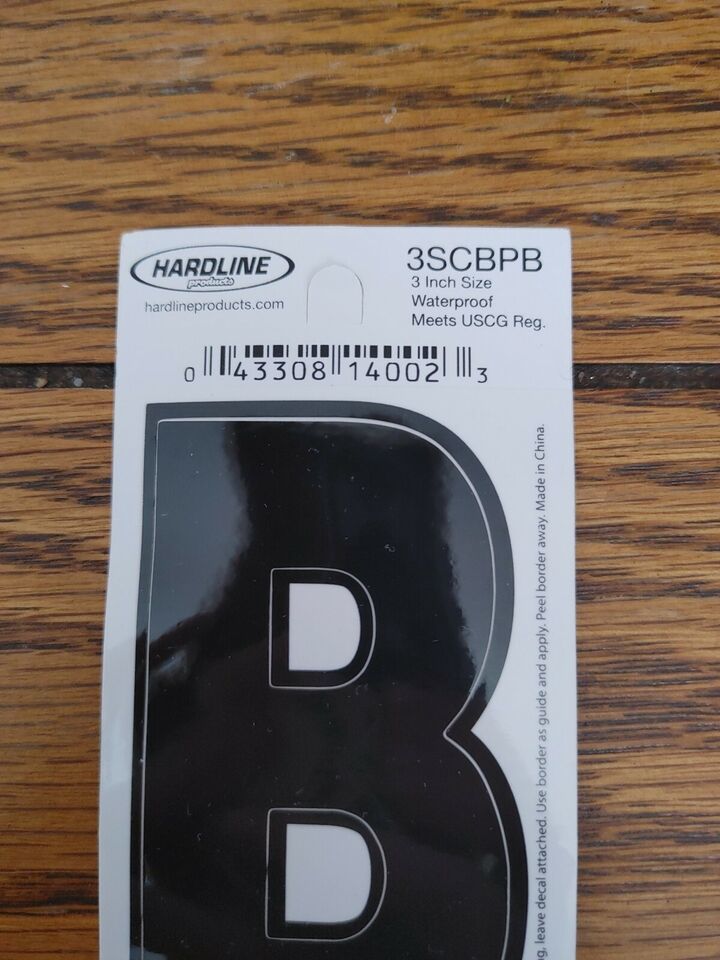 HARDLINE
products
hardlineproducts.com
3SCBPB
3 Inch Size
Waterproof
Meets USCG Reg.
0 43308 14002 3
B
leave decal attached. Use border as guide and apply. Peel border away. Made in China.